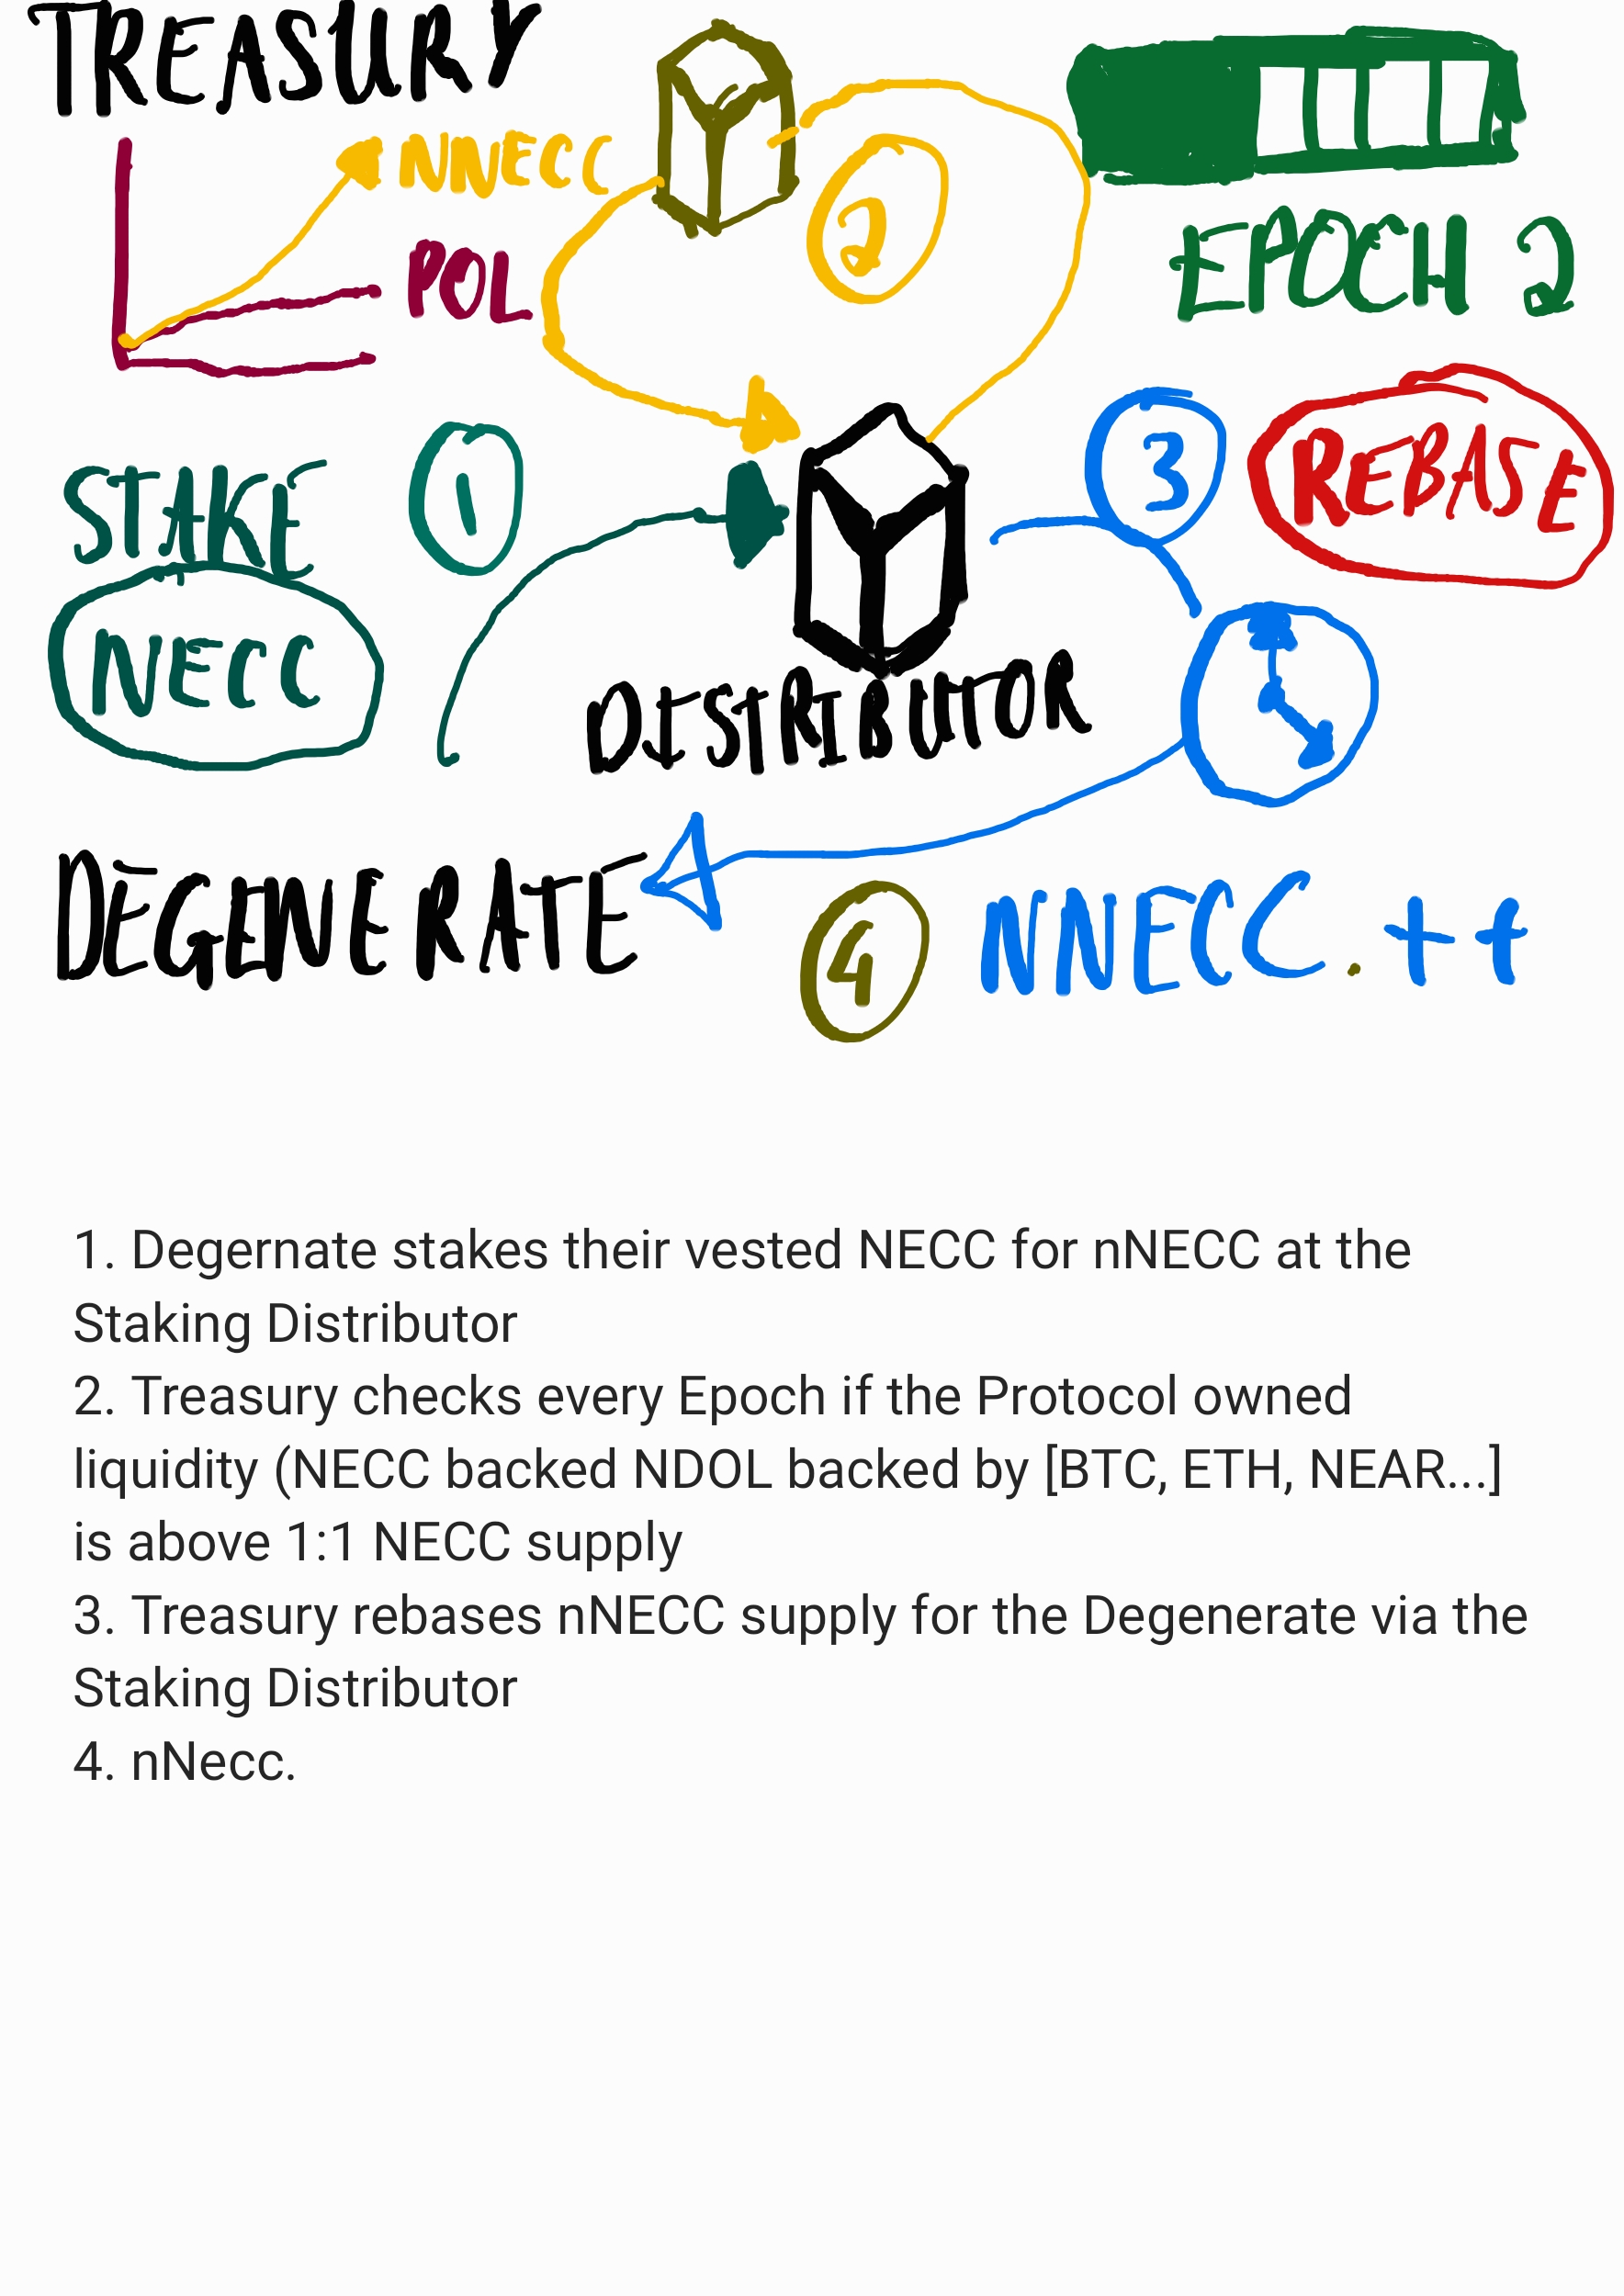 TREASURY
NNECC
POL
2
EPOCH 2
STAKE
1
NECC
3
REBASE
DISTRIBUTOR
DEGENERATE
4
NNECC.++
1. Degernate stakes their vested NECC for nNECC at the
Staking Distributor
2. Treasury checks every Epoch if the Protocol owned
liquidity (NECC backed NDOL backed by [BTC, ETH, NEAR...]
is above 1:1 NECC supply
3. Treasury rebases nNECC supply for the Degenerate via the
Staking Distributor
4. nNecc.